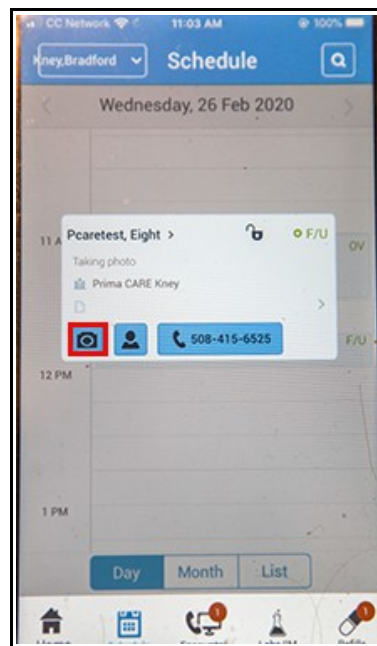 CC Network 11:03 AM 100%
Kney,Bradford Schedule
Wednesday, 26 Feb 2020
11 A
Pcaretest, Eight > F/U
OV
Taking photo
Prima CARE Kney
508-415-6525
F/U
12 PM
1 PM
Day Month List
1 1